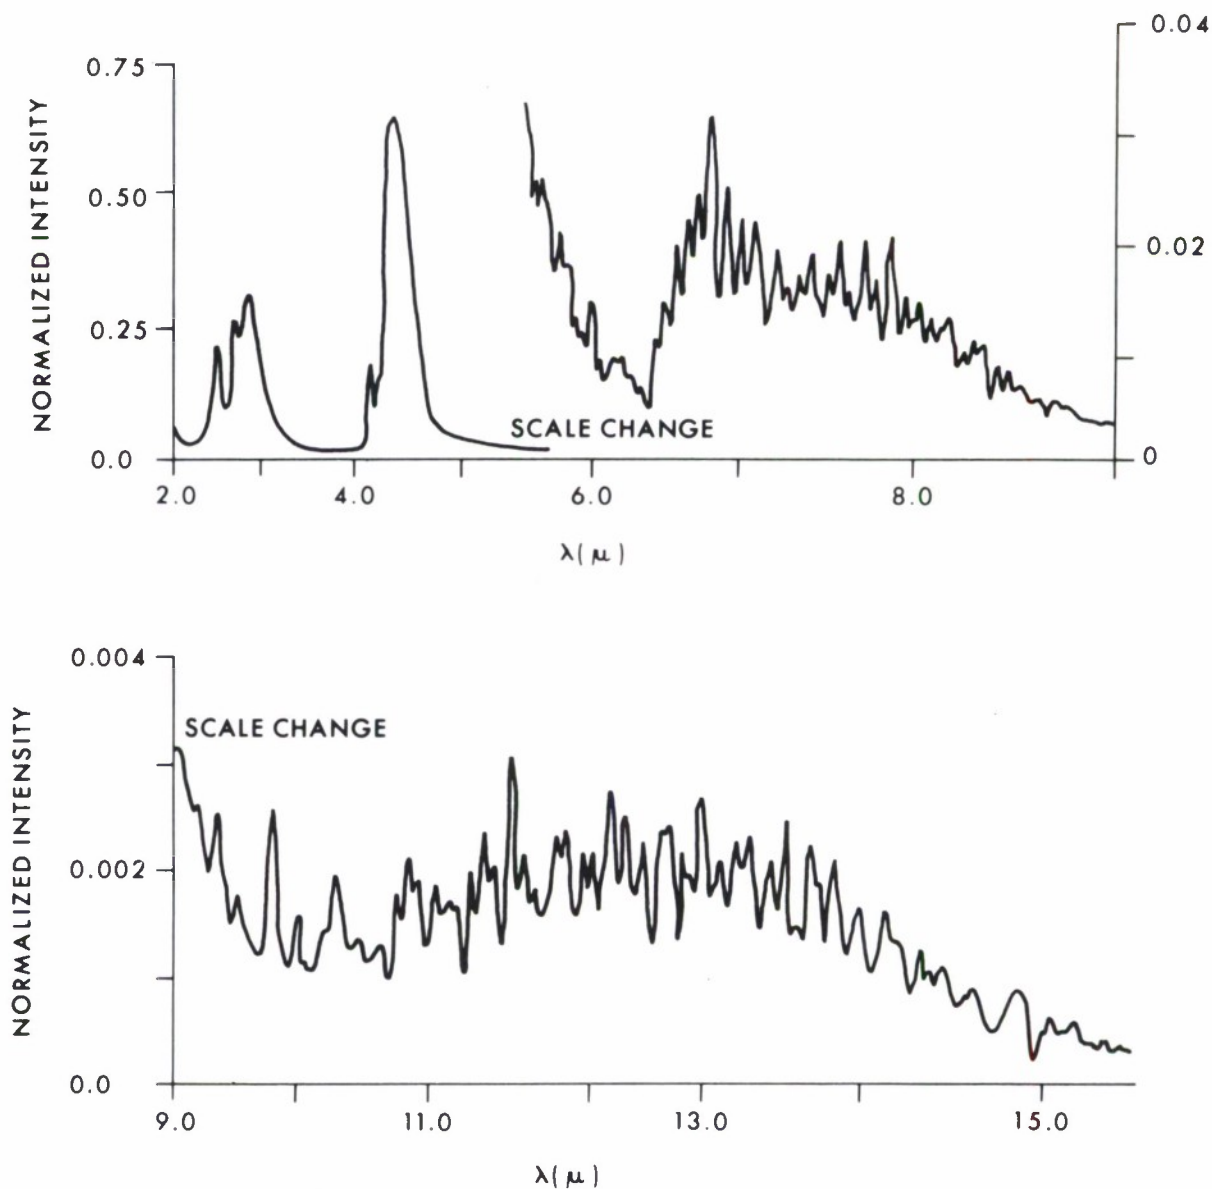 NORMALIZED INTENSITY
0.75
0.50
0.25
0.0
0.04
0.02
0
SCALE CHANGE
2.0 4.0 6.0 8.0
λ(μ)
NORMALIZED INTENSITY
0.004
0.002
0.0
SCALE CHANGE
9.0 11.0 13.0 15.0
λ(μ)